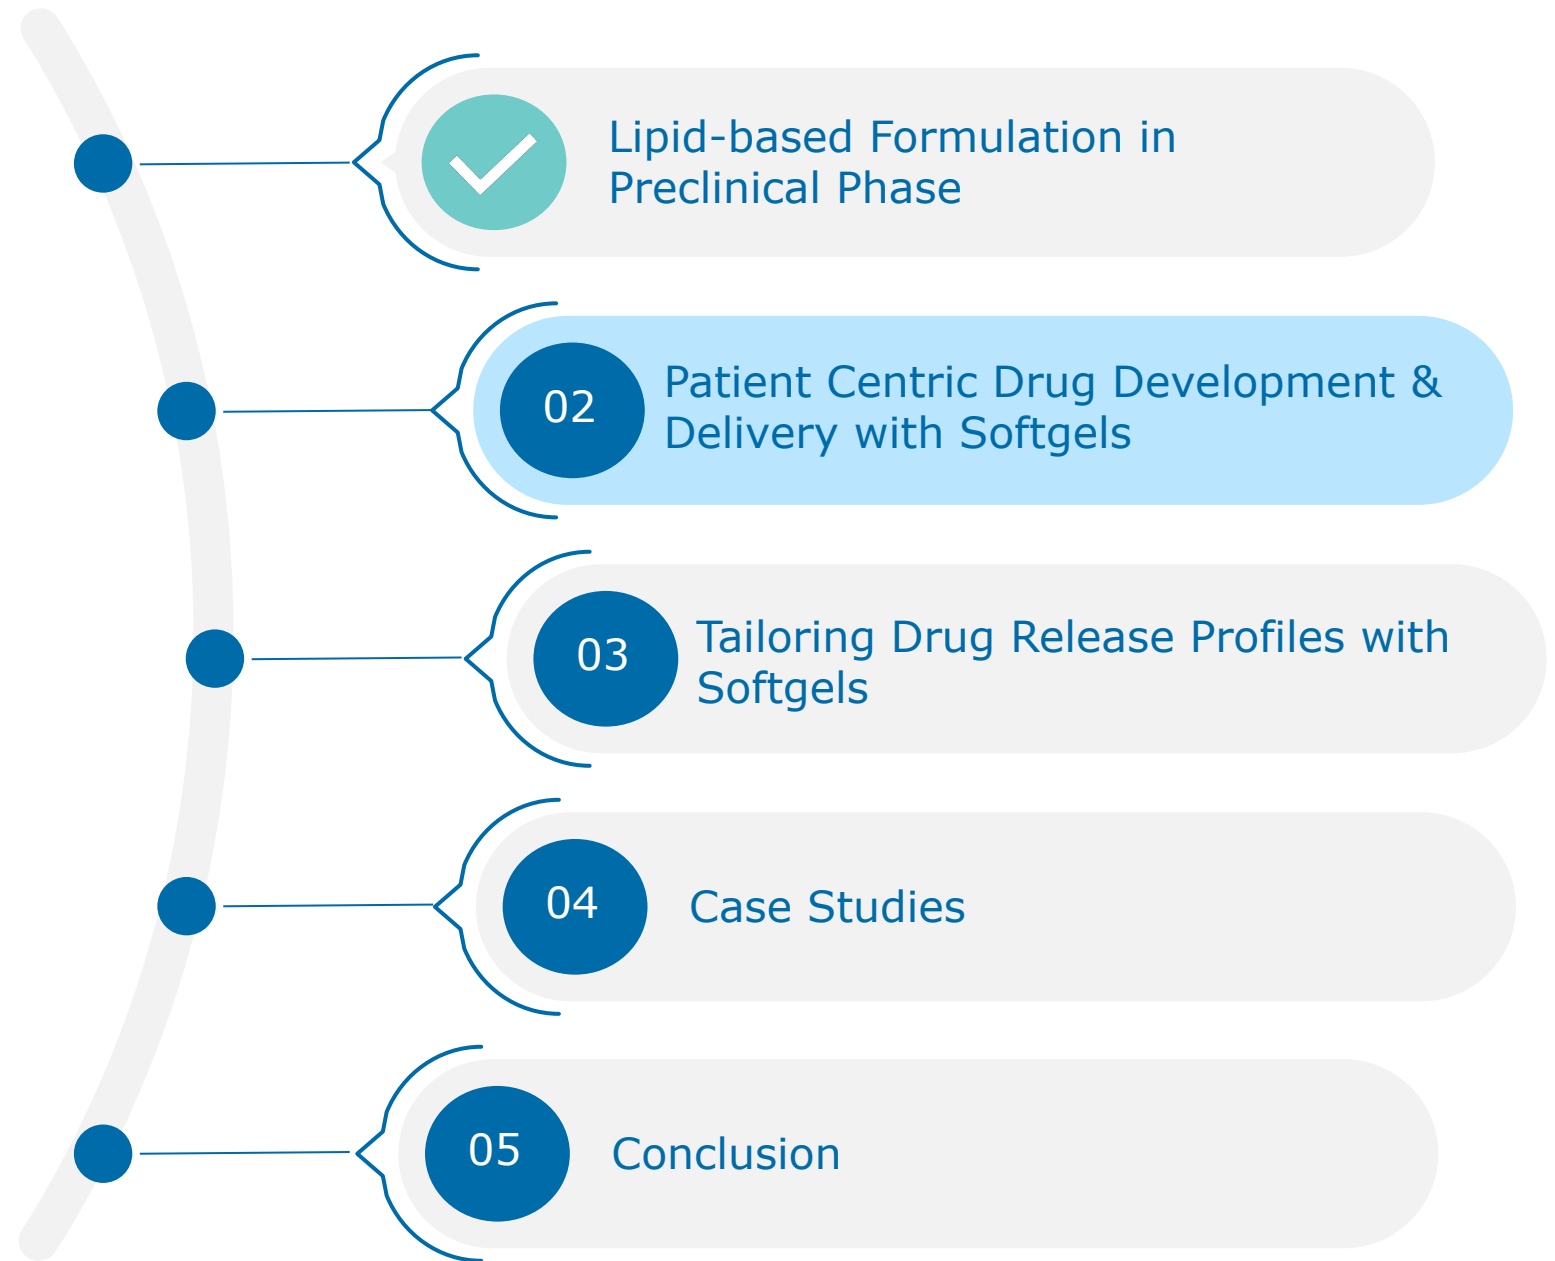 Lipid-based Formulation in
Preclinical Phase
02
Patient Centric Drug Development &
Delivery with Softgels
03
Tailoring Drug Release Profiles with
Softgels
04
Case Studies
05
Conclusion